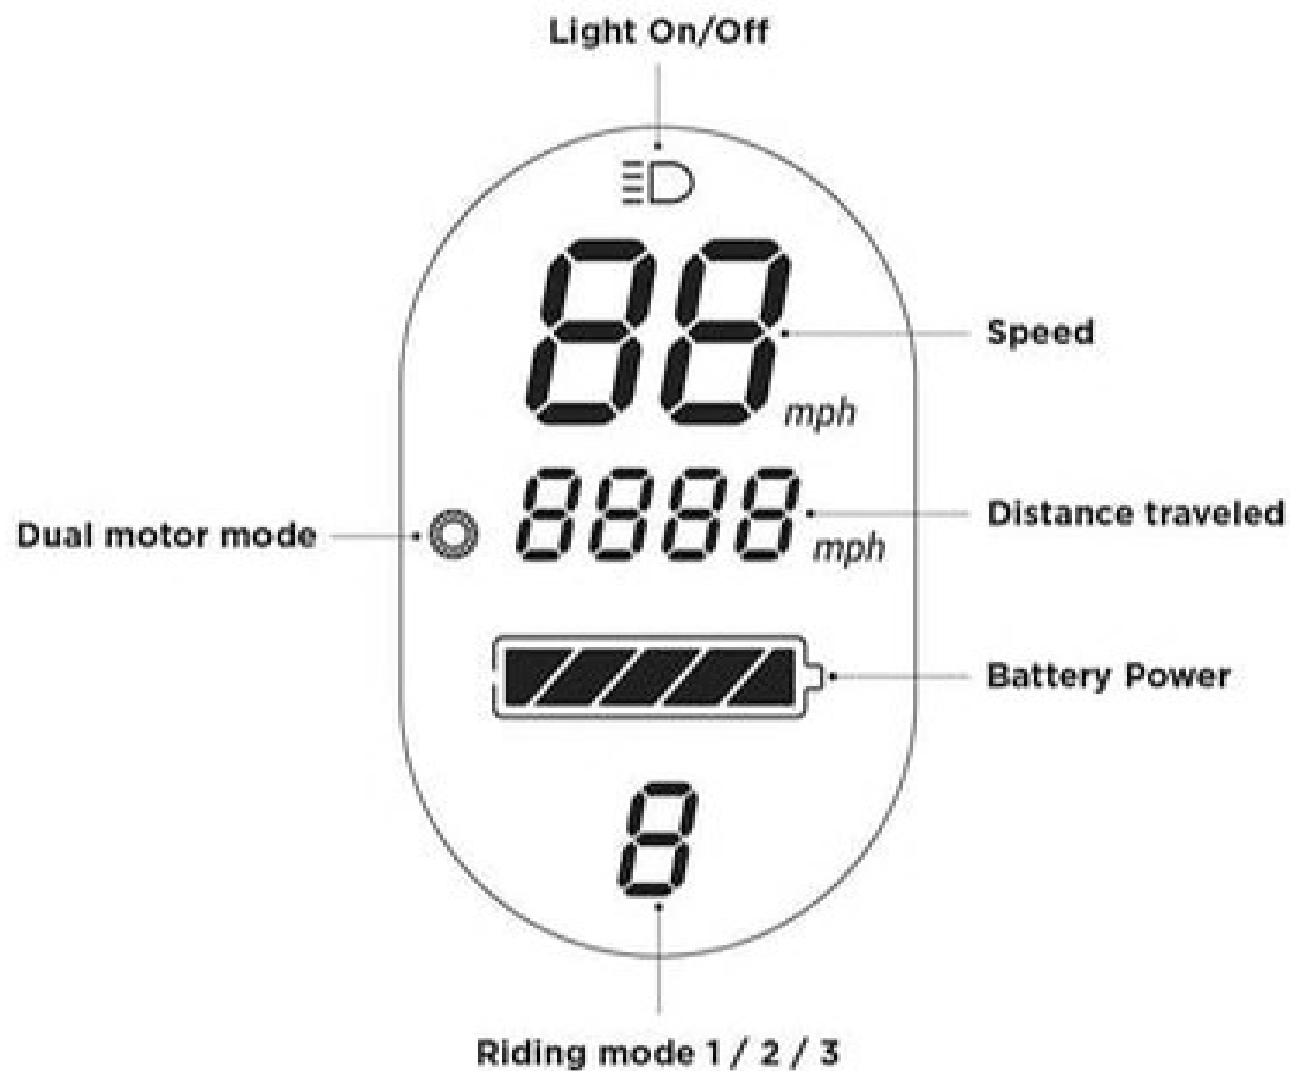 Light On/Off
88
Speed
mph
8888
Distance traveled
Dual motor mode
mph
Battery Power
8
Riding mode 1 / 2 / 3